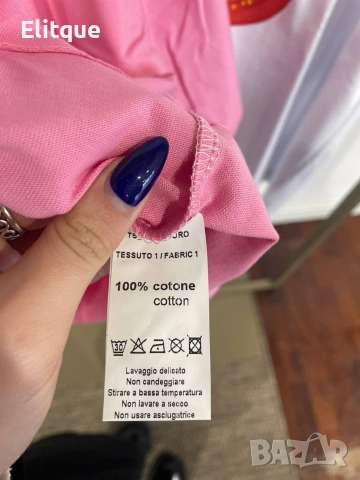 Elitque
TESSUTO 1 / FABRIC 1
100% cotone
cotton
30
Lavaggio delicato
Non candeggiare
Stirare a bassa temperatura
Non lavare a secco
Non usare asciugatrice
BAZAR